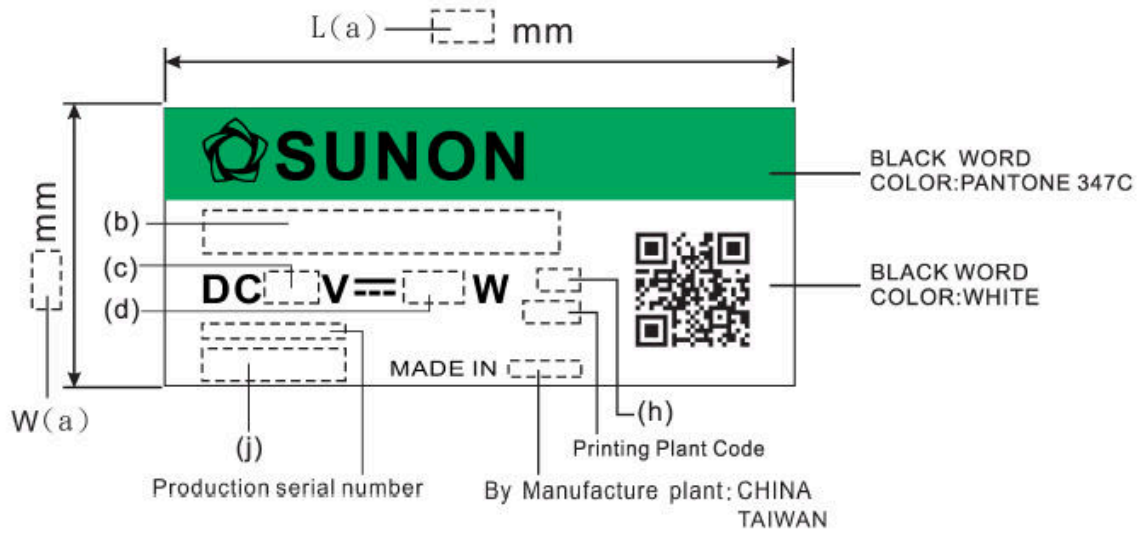 L(a) mm
SUNON
BLACK WORD
COLOR:PANTONE 347C
mm
(b)
(c)
DC V W
(d)
BLACK WORD
COLOR:WHITE
MADE IN
W(a)
(h)
(j)
Printing Plant Code
Production serial number
By Manufacture plant: CHINA
TAIWAN